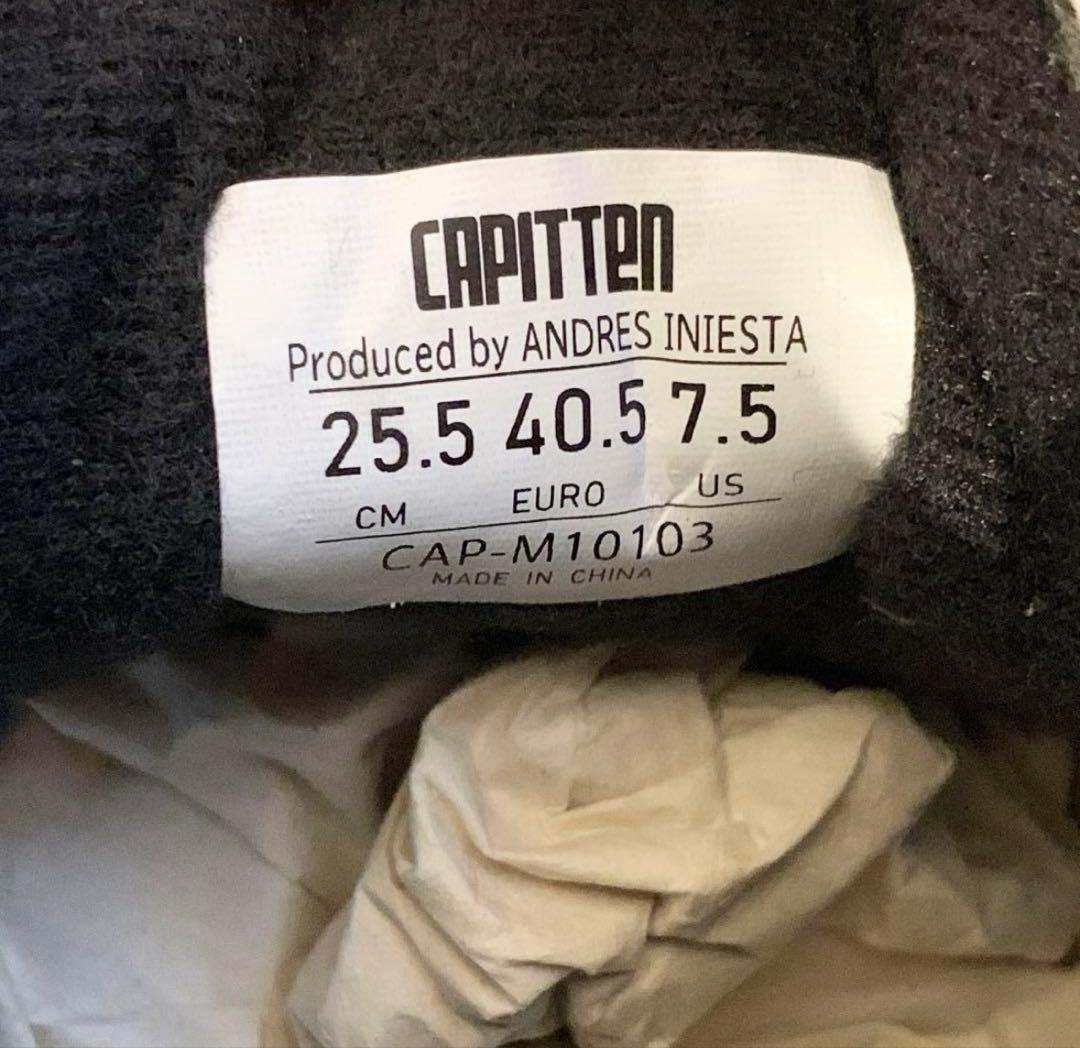 CAPITTEN
Produced by ANDRES INIESTA
25.5 40.5 7.5
CM EURO US
CAP-M10103
MADE IN CHINA